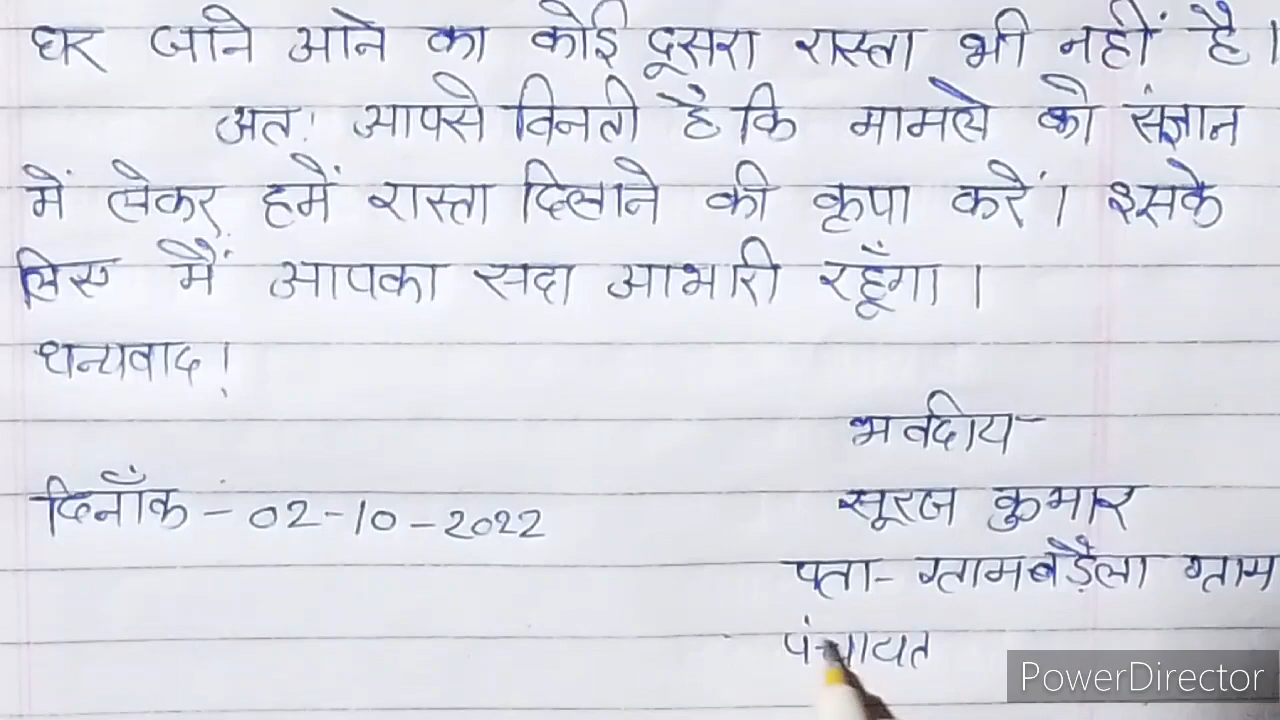 घर जाने आने का कोई दूसरा रास्ता भी नहीं है।
अत: आपसे विनती है कि मामले को संज्ञान
में लेकर हमें रास्ता दिलाने की कृपा करें। इसके
लिए मैं आपका सदा आभारी रहूँगा।
धन्यवाद!
भवदीय-
दिनाँक - 02-10-2022
सूरज कुमार
पता- ग्रामबड़ैला ग्राम
पंचायत
PowerDirector